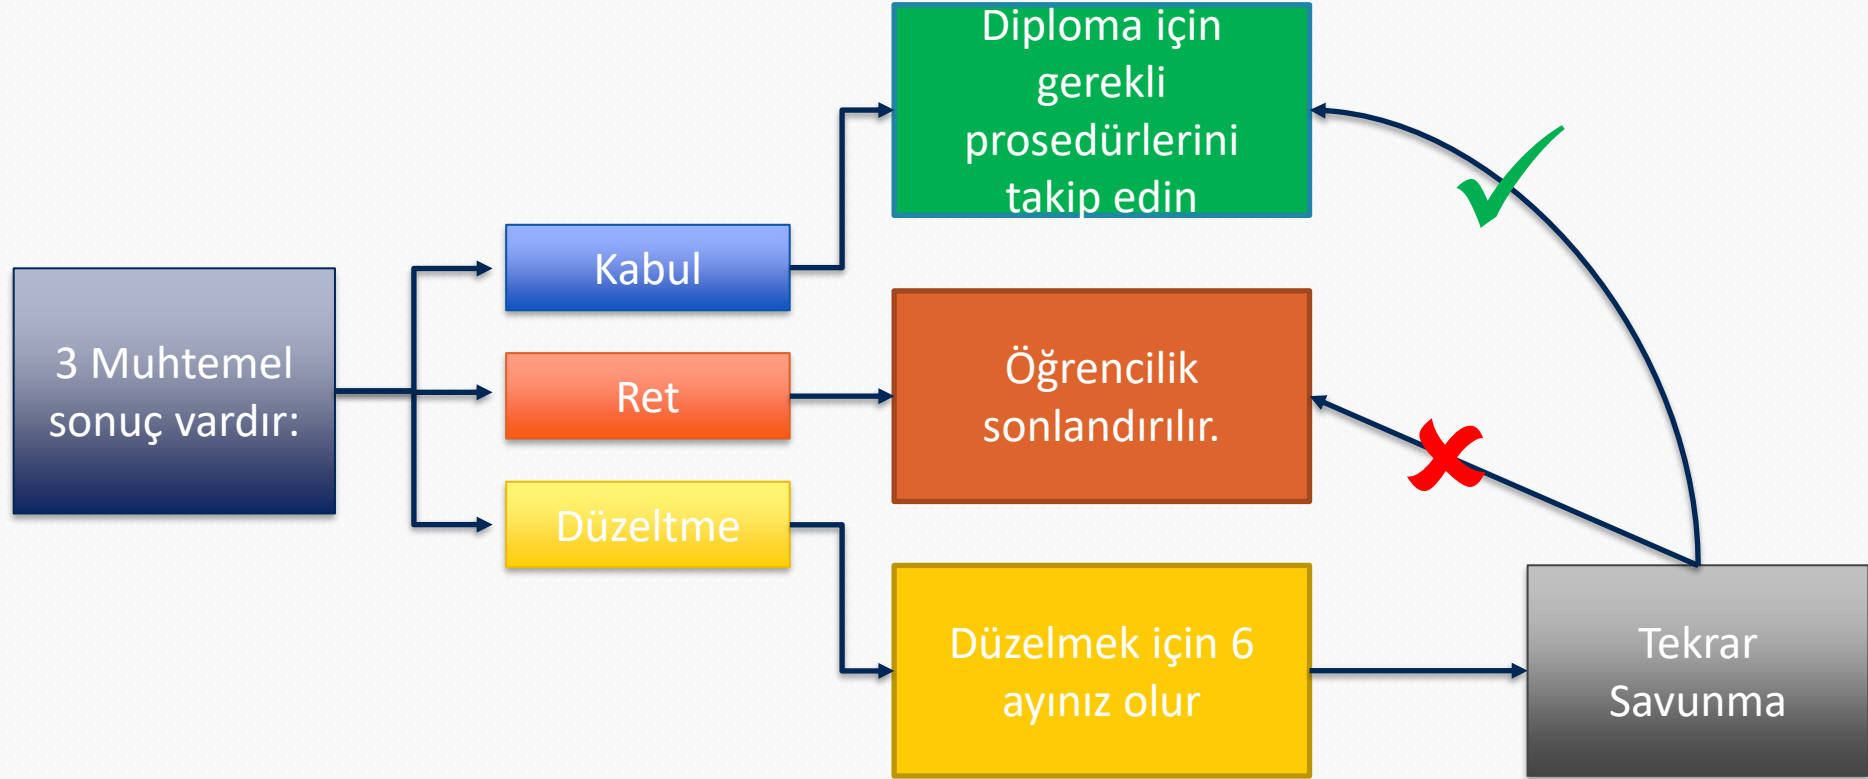 3 Muhtemel
sonuç vardır:
Kabul
Ret
Düzeltme
Diploma için
gerekli
prosedürlerini
takip edin
Öğrencilik
sonlandırılır.
Düzelmek için 6
ayınız olur
Tekrar
Savunma